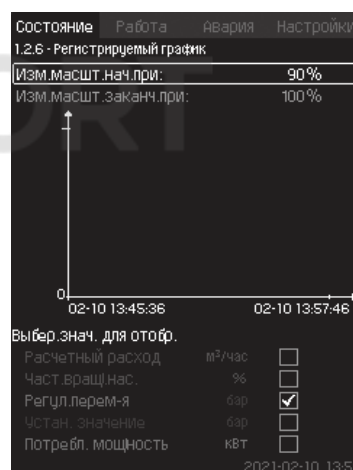 Состояние Работа Авария Настройки
1.2.6 - Регистрируемый график
Изм.масшт.нач.при: 90%
Изм.масшт.заканч.при: 100%
0
02-10 13:45:36 02-10 13:57:46
Выбер.знач. для отобр.
Расчетный расход м³/час
Част.вращ.нас. %
Регул.перем-я бар
Устан. значение бар
Потребл. мощность кВт
2021-02-10 13:5